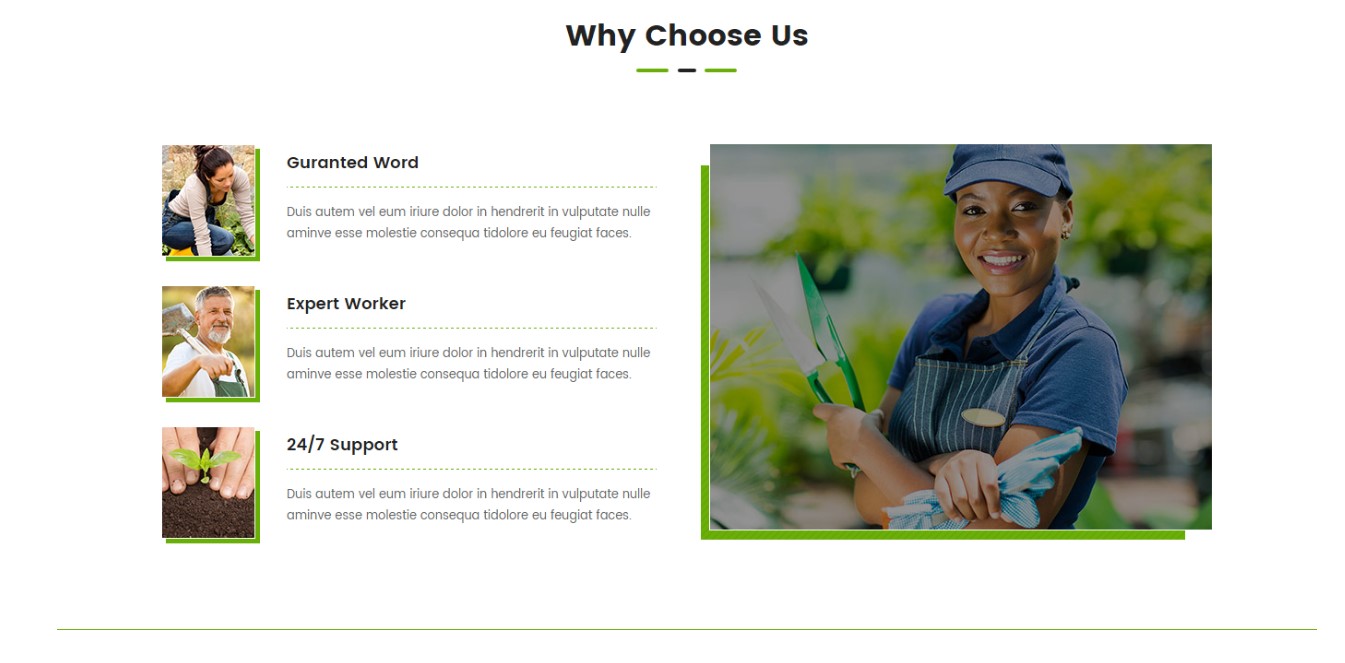 Why Choose Us
Guranted Word
Duis autem vel eum iriure dolor in hendrerit in vulputate nulle
aminve esse molestie consequa tidolore eu feugiat faces.
Expert Worker
Duis autem vel eum iriure dolor in hendrerit in vulputate nulle
aminve esse molestie consequa tidolore eu feugiat faces.
24/7 Support
Duis autem vel eum iriure dolor in hendrerit in vulputate nulle
aminve esse molestie consequa tidolore eu feugiat faces.